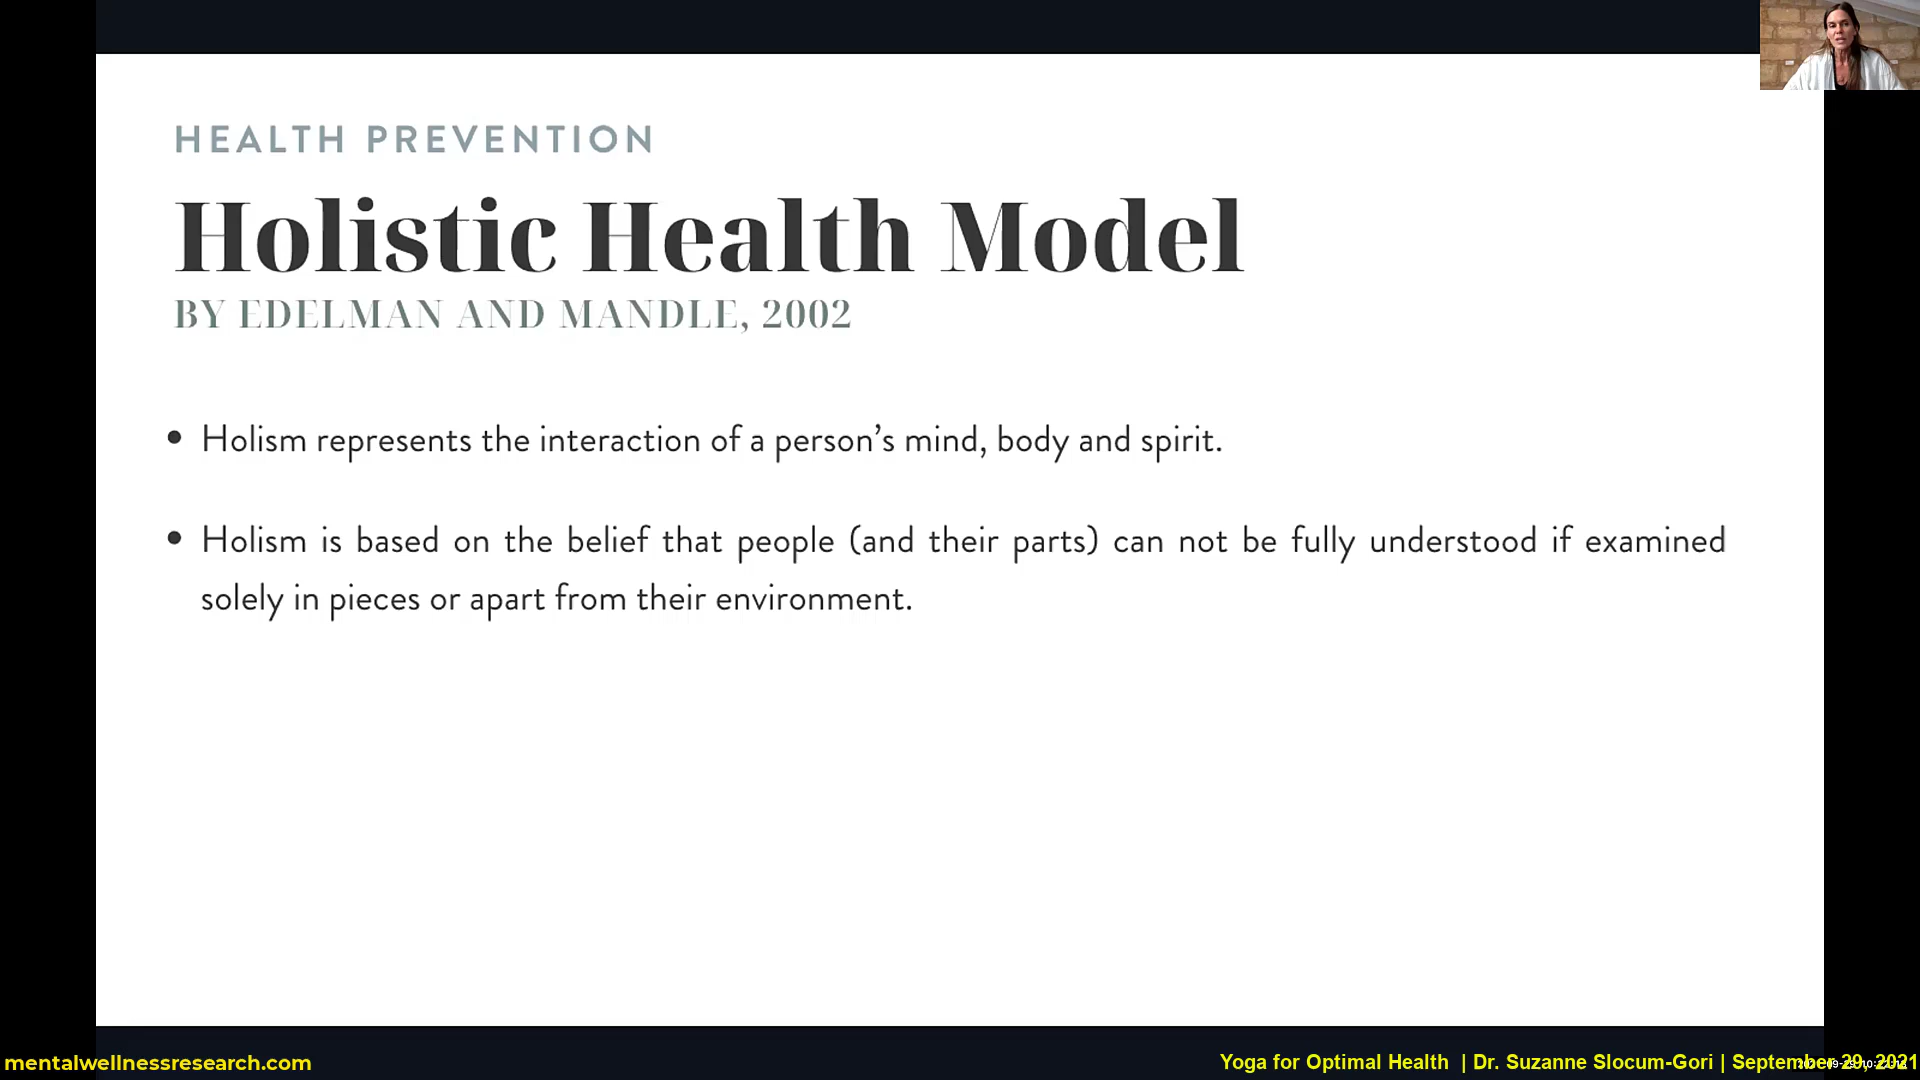 HEALTH PREVENTION
Holistic Health Model
BY EDELMAN AND MANDLE, 2002
• Holism represents the interaction of a person’s mind, body and spirit.
• Holism is based on the belief that people (and their parts) can not be fully understood if examined
solely in pieces or apart from their environment.
mentalwellnessresearch.com
Yoga for Optimal Health | Dr. Suzanne Slocum-Gori | September 29, 2021